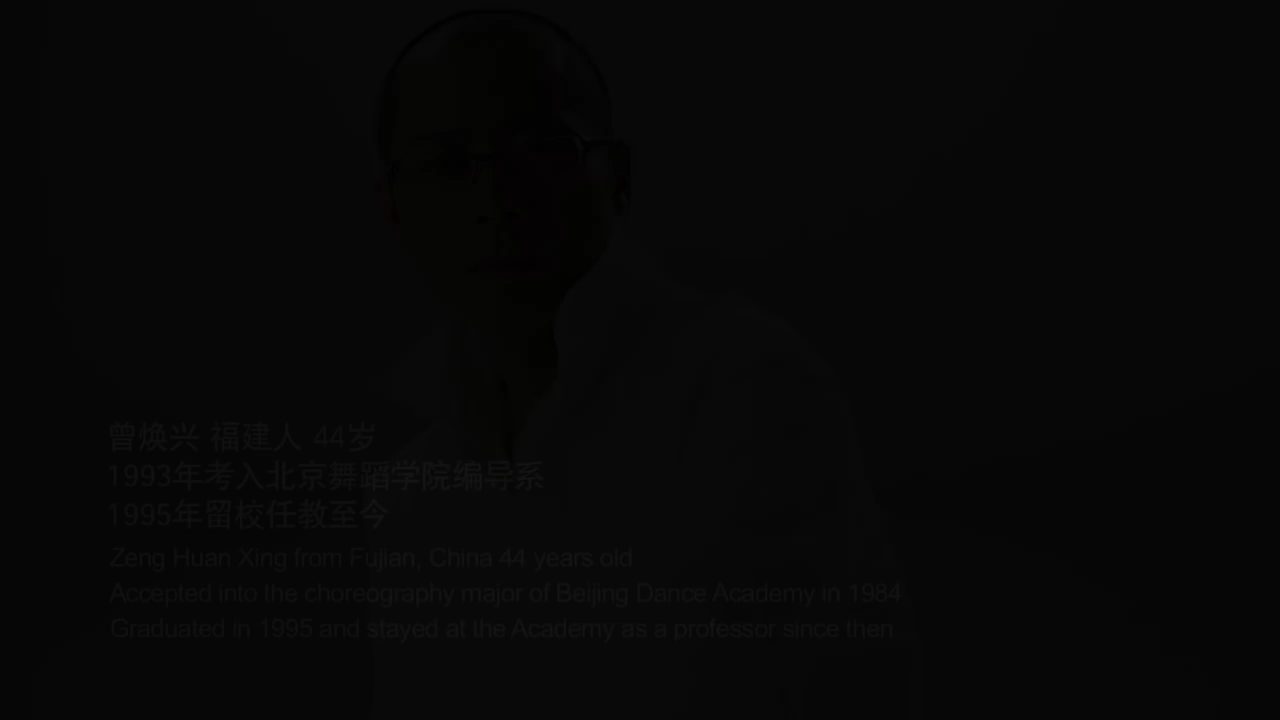 曾焕兴 福建人 44岁
1993年考入北京舞蹈学院编导系
1995年留校任教至今
Zeng Huan Xing from Fujian, China 44 years old
Accepted into the choreography major of Beijing Dance Academy in 1984
Graduated in 1995 and stayed at the Academy as a professor since then